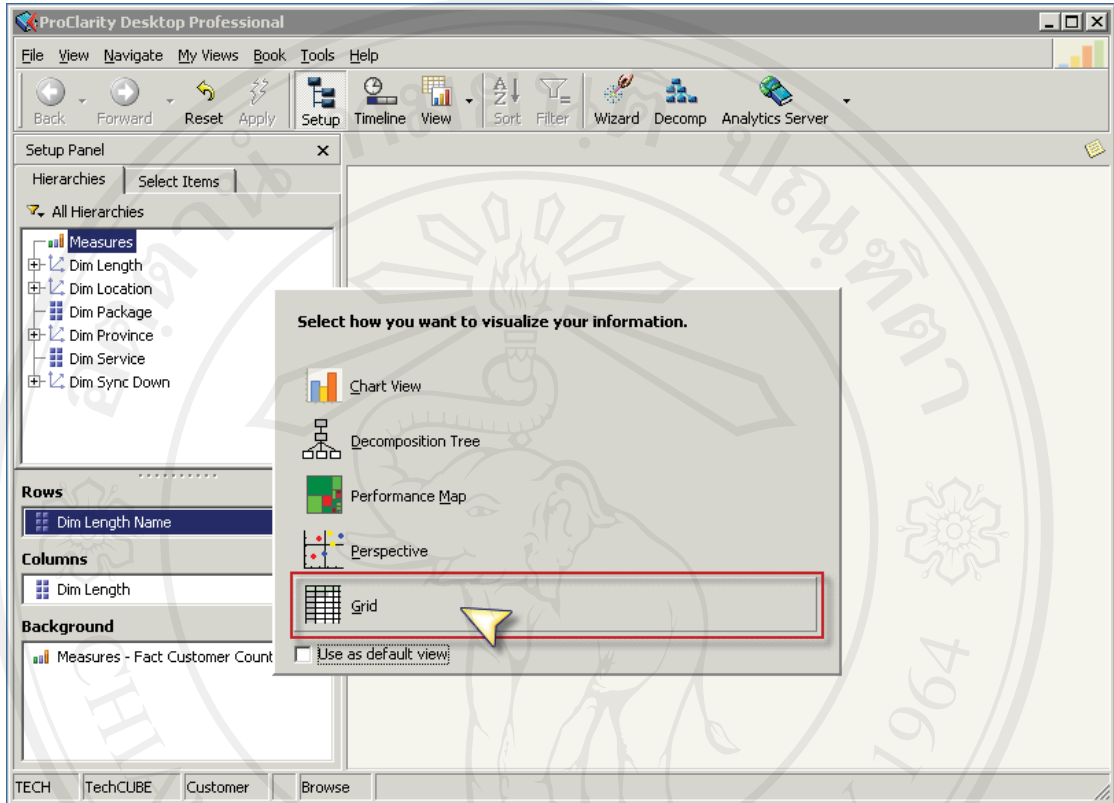 ProClarity Desktop Professional
File View Navigate My Views Book Tools Help
Back Forward Reset Apply Setup Timeline View Sort Filter Wizard Decomp Analytics Server
Setup Panel
Hierarchies Select Items
All Hierarchies
Measures
Dim Length
Dim Location
Dim Package
Dim Province
Dim Service
Dim Sync Down
Select how you want to visualize your information.
Chart View
Decomposition Tree
Performance Map
Perspective
Grid
Use as default view
Rows
Dim Length Name
Columns
Dim Length
Background
Measures - Fact Customer Count
TECH TechCUBE Customer Browse
1964